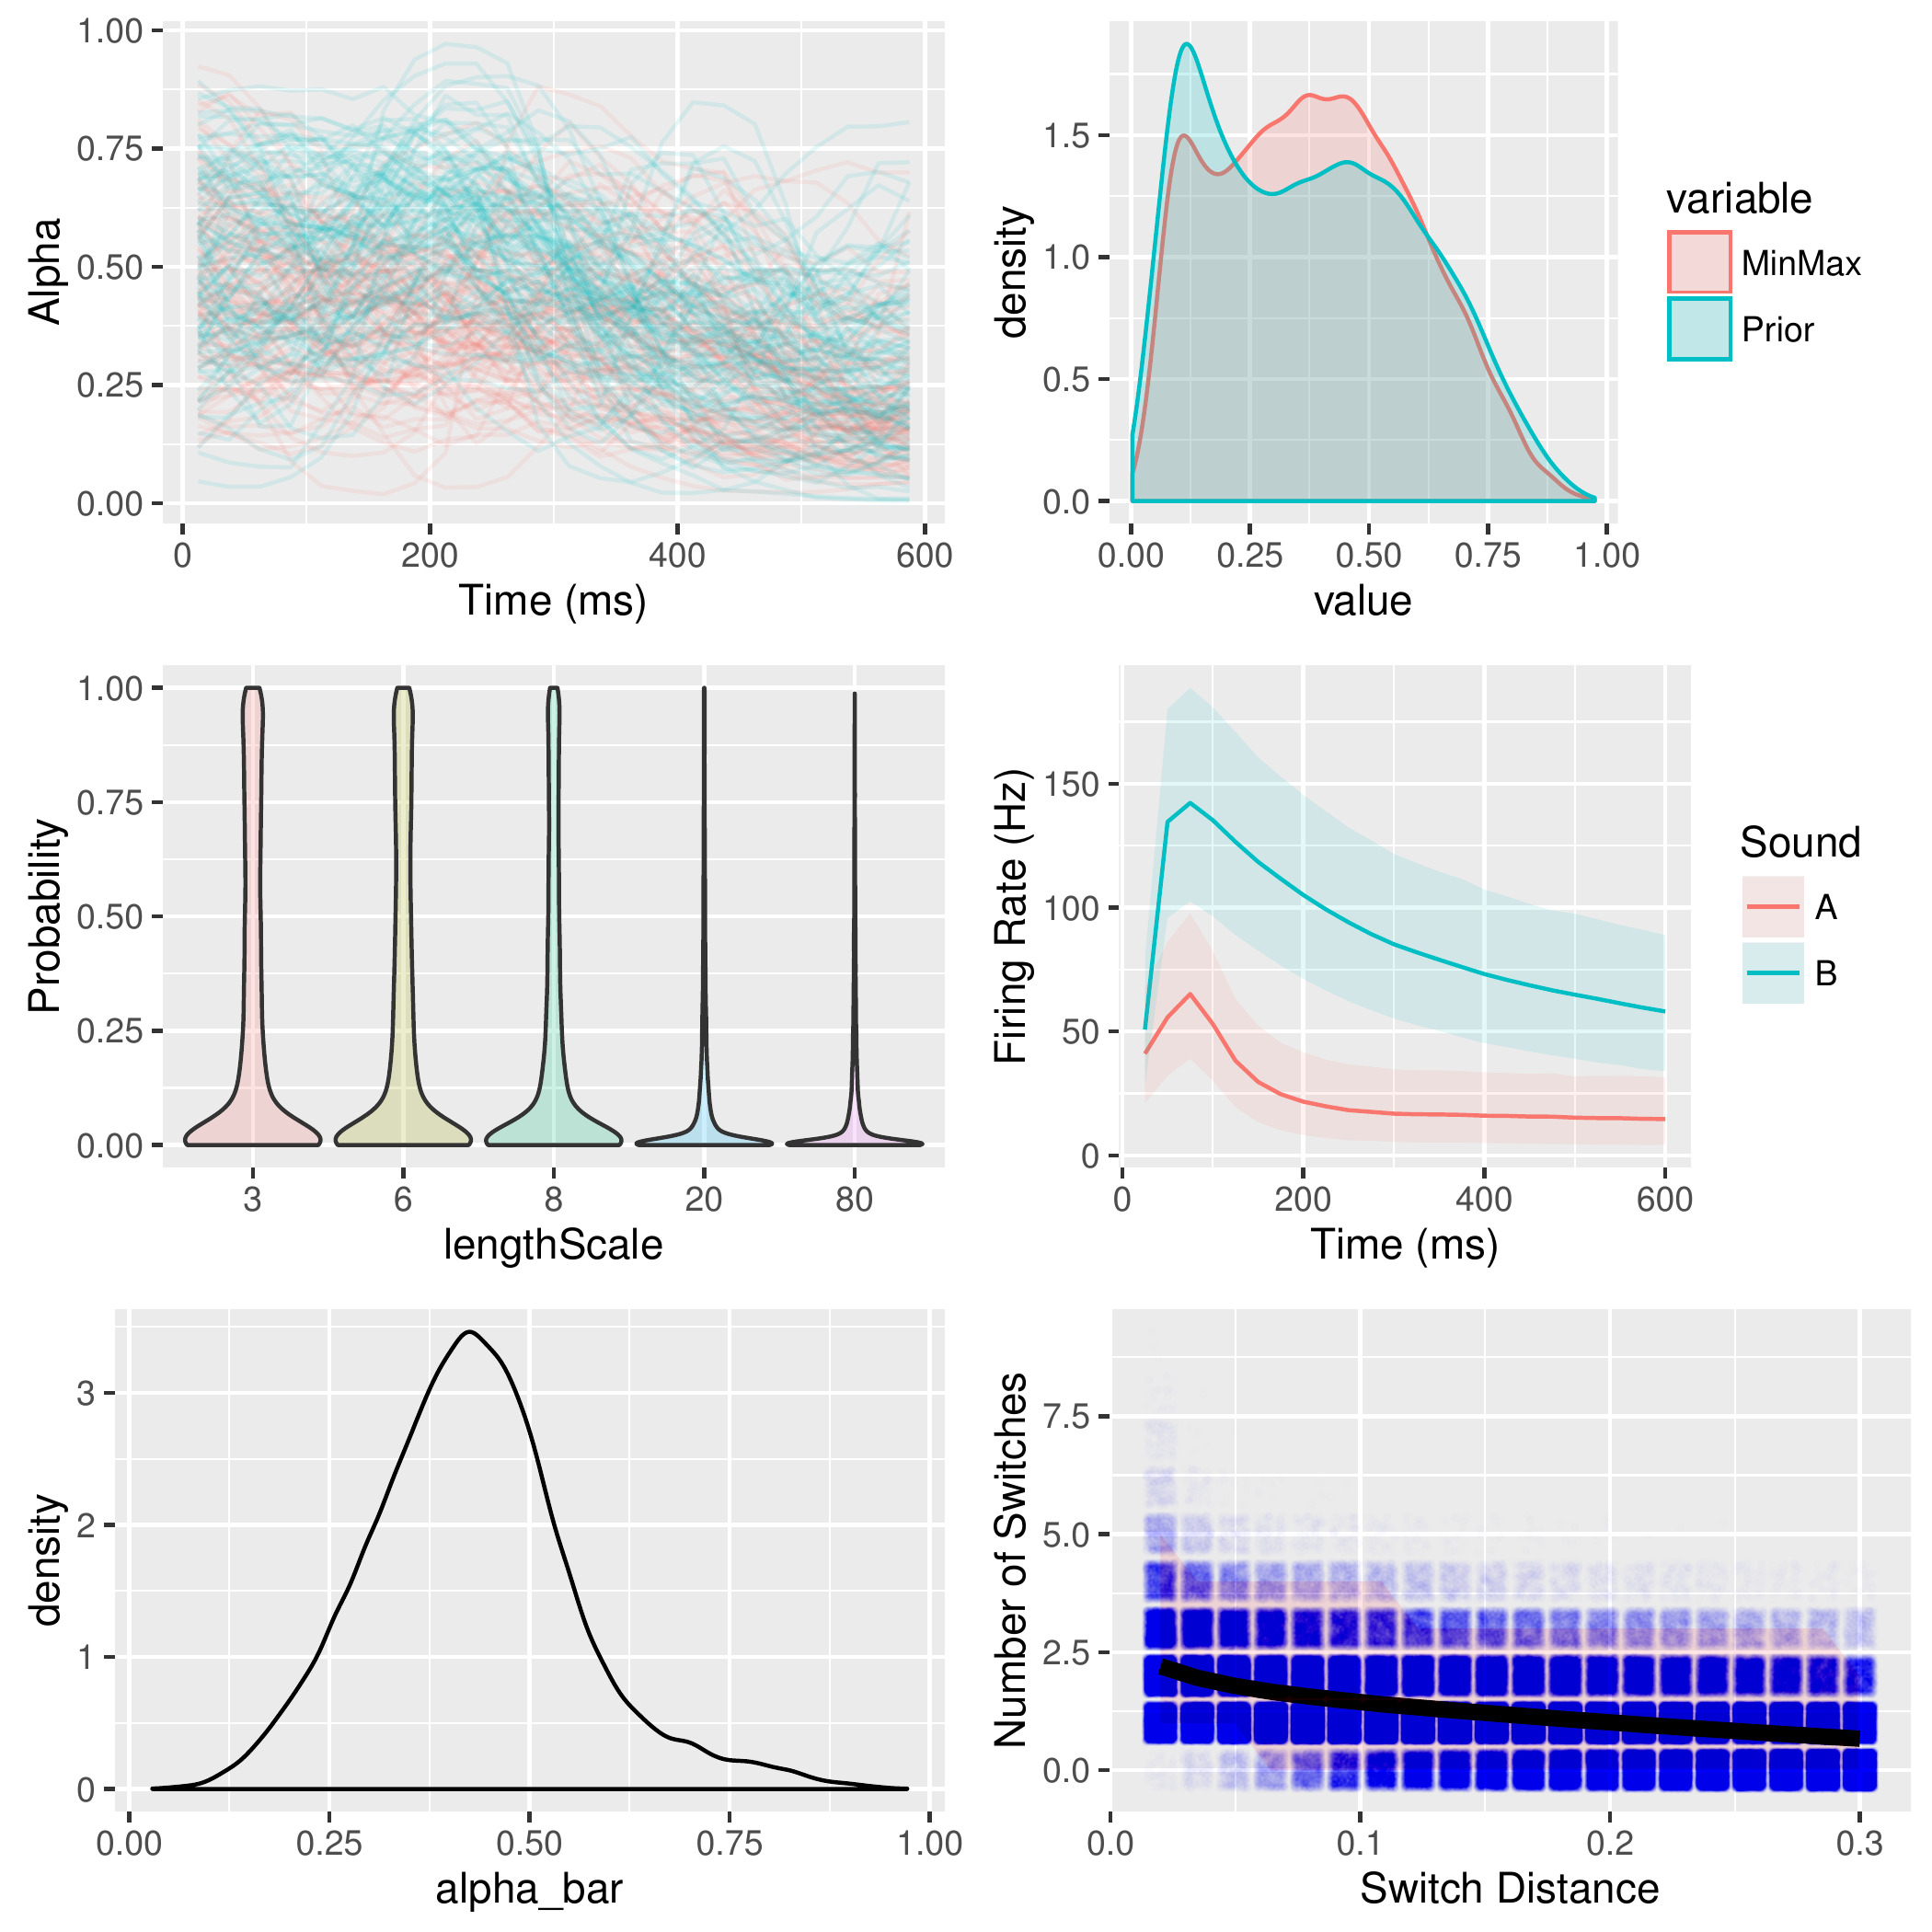 1.00
0.75
0.50
0.25
0.00
Alpha
0
200
400
600
Time (ms)
1.5
1.0
0.5
0.0
density
0.00
0.25
0.50
0.75
1.00
value
variable
MinMax
Prior
1.00
0.75
0.50
0.25
0.00
Probability
3
6
8
20
80
lengthScale
150
100
50
0
Firing Rate (Hz)
0
200
400
600
Time (ms)
Sound
A
B
3
2
1
0
density
0.00
0.25
0.50
0.75
1.00
alpha_bar
7.5
5.0
2.5
0.0
Number of Switches
0.0
0.1
0.2
0.3
Switch Distance